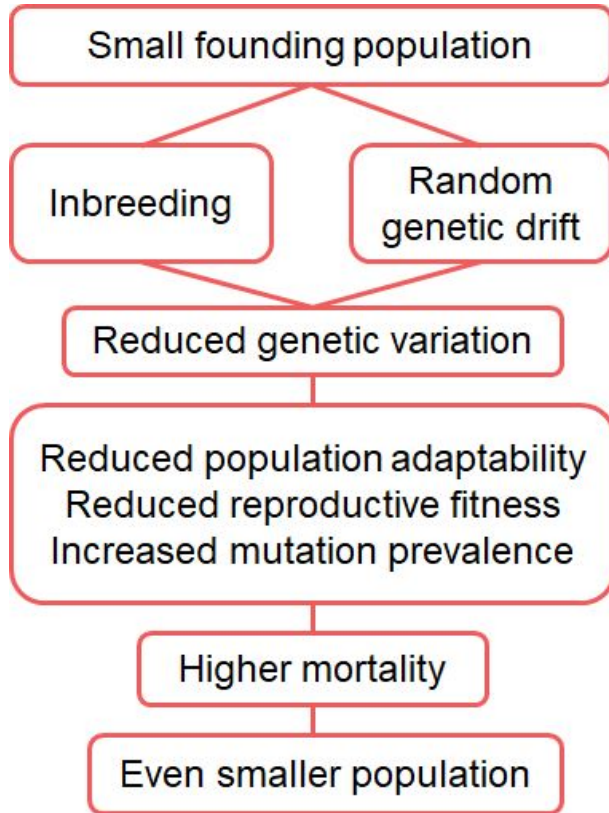 Small founding population
Inbreeding
Random
genetic drift
Reduced genetic variation
Reduced population adaptability
Reduced reproductive fitness
Increased mutation prevalence
Higher mortality
Even smaller population